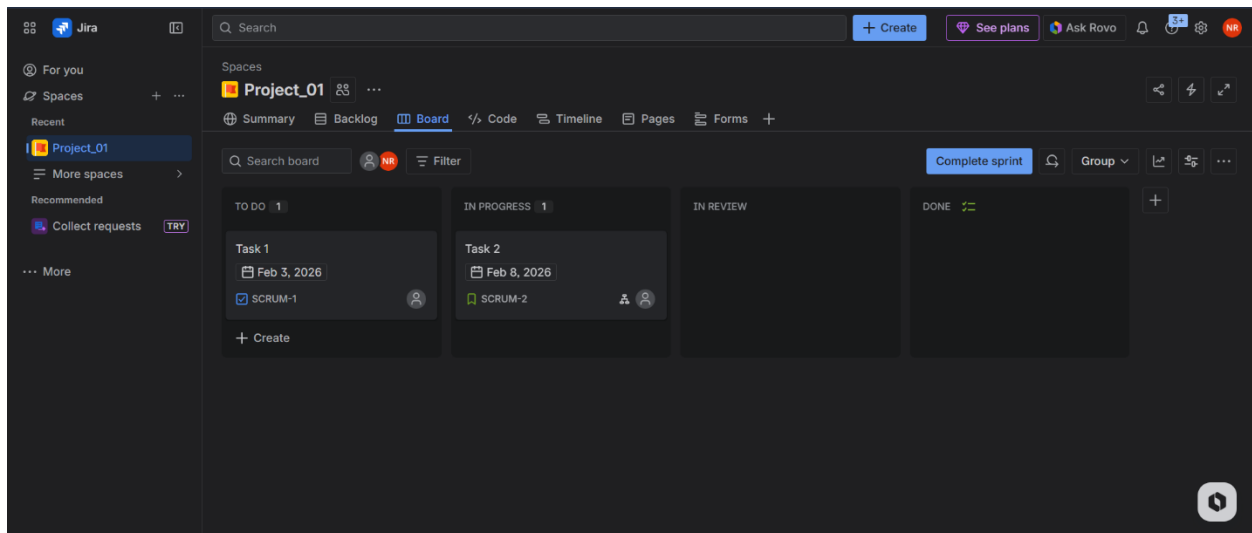 Jira
Search
+ Create
See plans
Ask Rovo
3+
NR
For you
Spaces
Recent
Project_01
More spaces
Recommended
Collect requests TRY
More
Spaces
Project_01
Summary Backlog Board Code Timeline Pages Forms
Search board NR Filter Complete sprint Group
TO DO 1
Task 1
Feb 3, 2026
SCRUM-1
+ Create
IN PROGRESS 1
Task 2
Feb 8, 2026
SCRUM-2
IN REVIEW
DONE